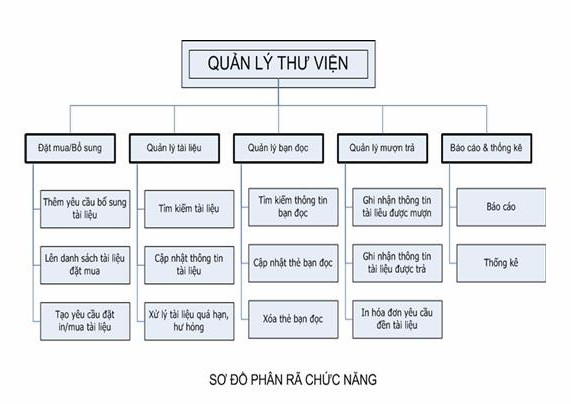 QUẢN LÝ THƯ VIỆN
Đặt mua/Bổ sung
Quản lý tài liệu
Quản lý bạn đọc
Quản lý mượn trả
Báo cáo & thống kê
Thêm yêu cầu bổ sung
tài liệu
Tìm kiếm tài liệu
Tìm kiếm thông tin
bạn đọc
Ghi nhận thông tin
tài liêu được mượn
Báo cáo
Lên danh sách tài liệu
đặt mua
Cập nhật thông tin
tài liệu
Cập nhật thẻ bạn đọc
Ghi nhận thông tin
tài liệu được trả
Thống kê
Tạo yêu cầu đặt
in/mua tài liệu
Xử lý tài liệu quá hạn,
hư hỏng
Xóa thẻ bạn đọc
In hóa đơn yêu cầu
đền tài liệu
SƠ ĐỒ PHÂN RÃ CHỨC NĂNG